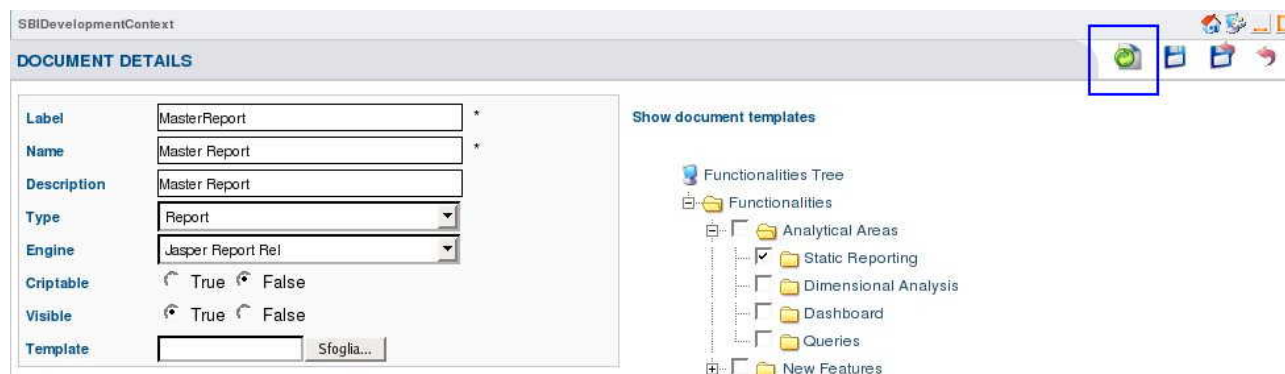 SBIDevelopmentContext
DOCUMENT DETAILS
Label MasterReport *
Name Master Report *
Description Master Report
Type Report
Engine Jasper Report Rel
Criptable True False
Visible True False
Template Sfoglia...
Show document templates
Functionalities Tree
Functionalities
Analytical Areas
Static Reporting
Dimensional Analysis
Dashboard
Queries
New Features